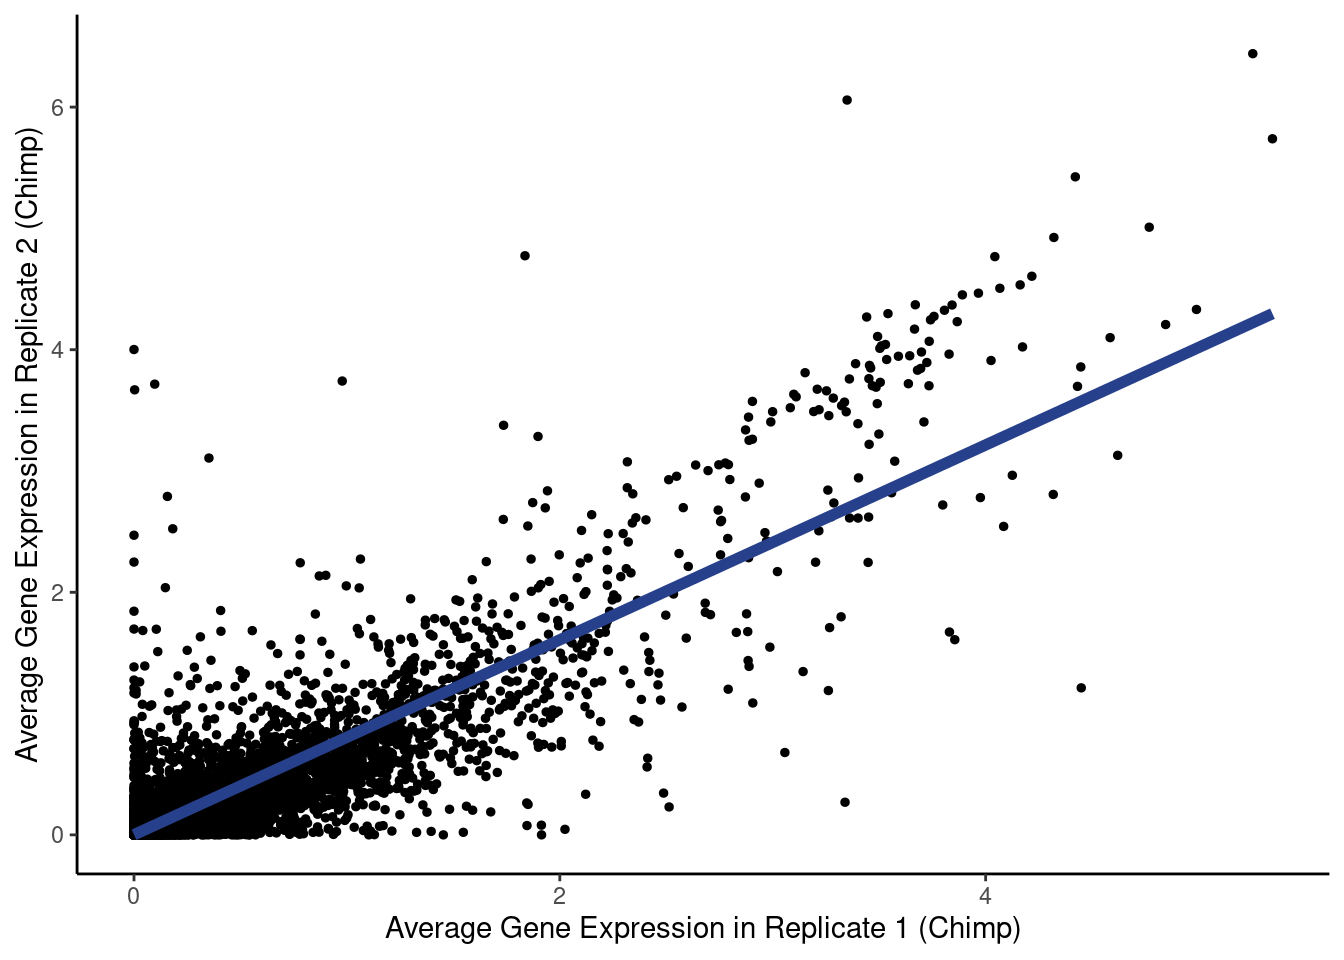 Average Gene Expression in Replicate 2 (Chimp)
6
4
2
0
0 2 4
Average Gene Expression in Replicate 1 (Chimp)